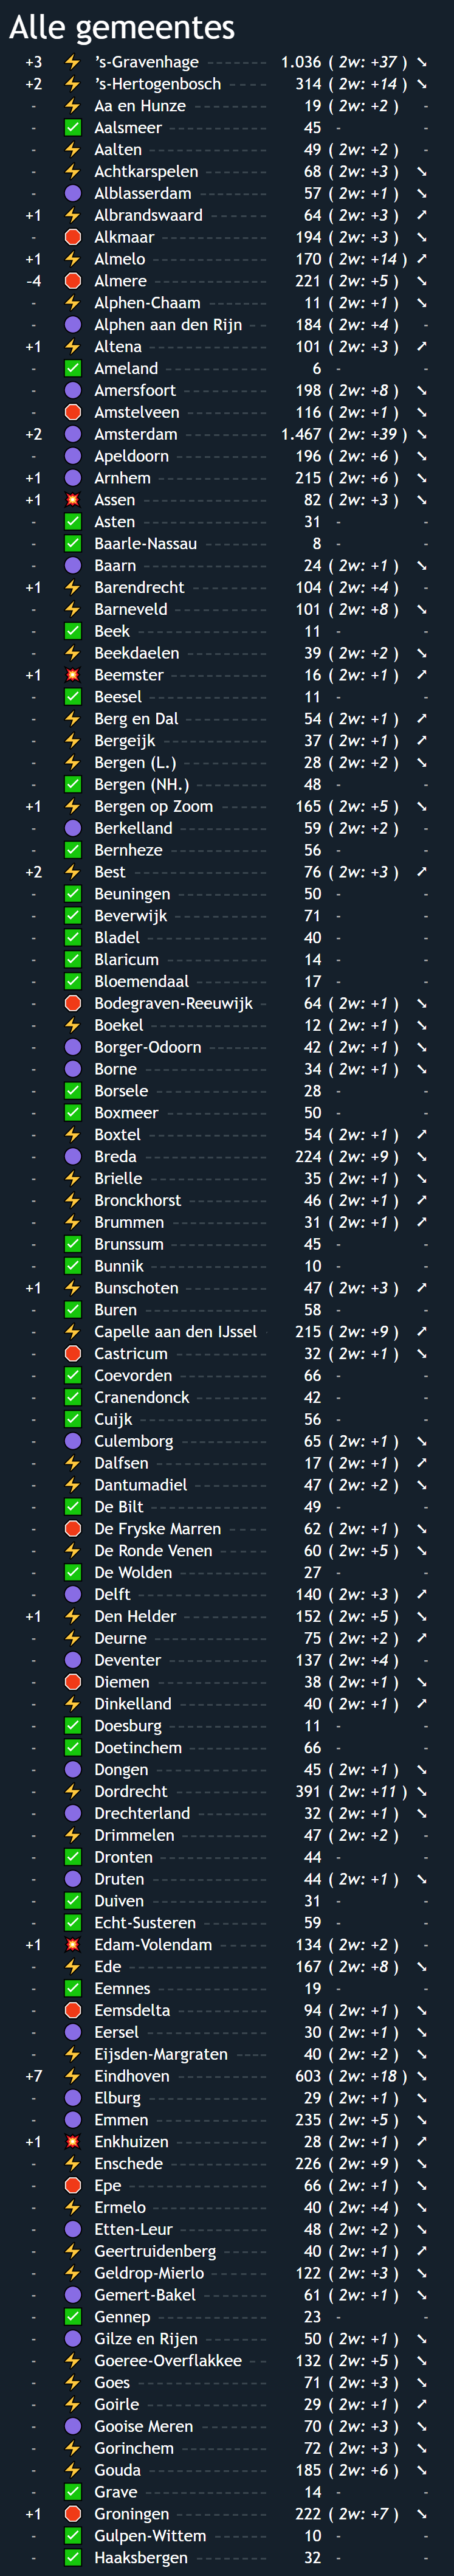 Alle gemeentes
+3 ⚡ ’s-Gravenhage 1.036 ( 2w: +37 ) ➘
+2 ⚡ ’s-Hertogenbosch 314 ( 2w: +14 ) ➘
- ⚡ Aa en Hunze 19 ( 2w: +2 ) -
- ✅ Aalsmeer 45 - -
- ⚡ Aalten 49 ( 2w: +2 ) -
- ⚡ Achtkarspelen 68 ( 2w: +3 ) ➘
- 🟣 Alblasserdam 57 ( 2w: +1 ) ➘
+1 ⚡ Albrandswaard 64 ( 2w: +3 ) ➚
- 🛑 Alkmaar 194 ( 2w: +3 ) ➘
+1 ⚡ Almelo 170 ( 2w: +14 ) ➚
-4 🛑 Almere 221 ( 2w: +5 ) ➘
- ⚡ Alphen-Chaam 11 ( 2w: +1 ) ➘
- 🟣 Alphen aan den Rijn 184 ( 2w: +4 ) -
+1 ⚡ Altena 101 ( 2w: +3 ) ➚
- ✅ Ameland 6 - -
- 🟣 Amersfoort 198 ( 2w: +8 ) ➘
- 🛑 Amstelveen 116 ( 2w: +1 ) ➘
+2 🟣 Amsterdam 1.467 ( 2w: +39 ) ➘
- 🟣 Apeldoorn 196 ( 2w: +6 ) ➘
+1 🟣 Arnhem 215 ( 2w: +6 ) ➘
+1 💥 Assen 82 ( 2w: +3 ) ➘
- ✅ Asten 31 - -
- ✅ Baarle-Nassau 8 - -
- 🟣 Baarn 24 ( 2w: +1 ) ➘
+1 ⚡ Barendrecht 104 ( 2w: +4 ) -
- ⚡ Barneveld 101 ( 2w: +8 ) ➘
- ✅ Beek 11 - -
- ⚡ Beekdaelen 39 ( 2w: +2 ) ➘
+1 💥 Beemster 16 ( 2w: +1 ) ➚
- ✅ Beesel 11 - -
- ⚡ Berg en Dal 54 ( 2w: +1 ) ➚
- ⚡ Bergeijk 37 ( 2w: +1 ) ➚
- ⚡ Bergen (L.) 28 ( 2w: +2 ) ➘
- ✅ Bergen (NH.) 48 - -
+1 ⚡ Bergen op Zoom 165 ( 2w: +5 ) ➘
- 🟣 Berkelland 59 ( 2w: +2 ) -
- ✅ Bernheze 56 - -
+2 ⚡ Best 76 ( 2w: +3 ) ➚
- ✅ Beuningen 50 - -
- ✅ Beverwijk 71 - -
- ✅ Bladel 40 - -
- ✅ Blaricum 14 - -
- ✅ Bloemendaal 17 - -
- 🛑 Bodegraven-Reeuwijk 64 ( 2w: +1 ) ➘
- ⚡ Boekel 12 ( 2w: +1 ) ➘
- 🟣 Borger-Odoorn 42 ( 2w: +1 ) ➘
- 🟣 Borne 34 ( 2w: +1 ) ➘
- ✅ Borsele 28 - -
- ✅ Boxmeer 50 - -
- ⚡ Boxtel 54 ( 2w: +1 ) ➚
- 🟣 Breda 224 ( 2w: +9 ) ➘
- ⚡ Brielle 35 ( 2w: +1 ) ➘
- ⚡ Bronckhorst 46 ( 2w: +1 ) ➚
- ⚡ Brummen 31 ( 2w: +1 ) ➚
- ✅ Brunssum 45 - -
- ✅ Bunnik 10 - -
+1 ⚡ Bunschoten 47 ( 2w: +3 ) ➚
- ✅ Buren 58 - -
- ⚡ Capelle aan den IJssel 215 ( 2w: +9 ) ➚
- 🛑 Castricum 32 ( 2w: +1 ) ➘
- ✅ Coevorden 66 - -
- ✅ Cranendonck 42 - -
- ✅ Cuijk 56 - -
- 🟣 Culemborg 65 ( 2w: +1 ) ➘
- ⚡ Dalfsen 17 ( 2w: +1 ) ➚
- ⚡ Dantumadiel 47 ( 2w: +2 ) ➘
- ✅ De Bilt 49 - -
- 🛑 De Fryske Marren 62 ( 2w: +1 ) ➘
- ⚡ De Ronde Venen 60 ( 2w: +5 ) ➘
- ✅ De Wolden 27 - -
- 🟣 Delft 140 ( 2w: +3 ) ➚
+1 ⚡ Den Helder 152 ( 2w: +5 ) ➘
- ⚡ Deurne 75 ( 2w: +2 ) ➚
- 🟣 Deventer 137 ( 2w: +4 ) -
- 🛑 Diemen 38 ( 2w: +1 ) ➘
- ⚡ Dinkelland 40 ( 2w: +1 ) ➚
- ✅ Doesburg 11 - -
- ✅ Doetinchem 66 - -
- 🟣 Dongen 45 ( 2w: +1 ) ➘
- ⚡ Dordrecht 391 ( 2w: +11 ) ➘
- 🟣 Drechterland 32 ( 2w: +1 ) ➘
- ⚡ Drimmelen 47 ( 2w: +2 ) -
- ✅ Dronten 44 - -
- 🟣 Druten 44 ( 2w: +1 ) ➘
- ✅ Duiven 31 - -
- ✅ Echt-Susteren 59 - -
+1 💥 Edam-Volendam 134 ( 2w: +2 ) -
- ⚡ Ede 167 ( 2w: +8 ) ➘
- ✅ Eemnes 19 - -
- 🛑 Eemsdelta 94 ( 2w: +1 ) ➘
- 🟣 Eersel 30 ( 2w: +1 ) ➘
- ⚡ Eijsden-Margraten 40 ( 2w: +2 ) ➘
+7 ⚡ Eindhoven 603 ( 2w: +18 ) ➘
- 🟣 Elburg 29 ( 2w: +1 ) ➘
- 🟣 Emmen 235 ( 2w: +5 ) ➘
+1 💥 Enkhuizen 28 ( 2w: +1 ) ➚
- ⚡ Enschede 226 ( 2w: +9 ) ➘
- 🛑 Epe 66 ( 2w: +1 ) ➘
- ⚡ Ermelo 40 ( 2w: +4 ) ➘
- 🟣 Etten-Leur 48 ( 2w: +2 ) ➘
- ⚡ Geertruidenberg 40 ( 2w: +1 ) ➚
- ⚡ Geldrop-Mierlo 122 ( 2w: +3 ) ➘
- 🟣 Gemert-Bakel 61 ( 2w: +1 ) ➘
- ✅ Gennep 23 - -
- 🟣 Gilze en Rijen 50 ( 2w: +1 ) ➘
- ⚡ Goeree-Overflakkee 132 ( 2w: +5 ) ➘
- ⚡ Goes 71 ( 2w: +3 ) ➘
- ⚡ Goirle 29 ( 2w: +1 ) ➚
- 🟣 Gooise Meren 70 ( 2w: +3 ) ➘
- ⚡ Gorinchem 72 ( 2w: +3 ) ➘
- ⚡ Gouda 185 ( 2w: +6 ) ➘
- ✅ Grave 14 - -
+1 🛑 Groningen 222 ( 2w: +7 ) ➘
- ✅ Gulpen-Wittem 10 - -
- ✅ Haaksbergen 32 - -